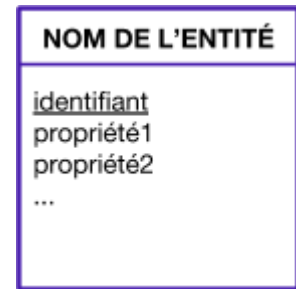 NOM DE L’ENTITÉ
identifiant
propriété1
propriété2
...